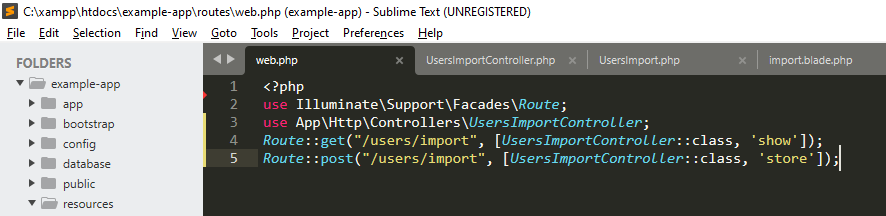 C:\xampp\htdocs\example-app\routes\web.php (example-app) - Sublime Text (UNREGISTERED)
File Edit Selection Find View Goto Tools Project Preferences Help
FOLDERS
example-app
app
bootstrap
config
database
public
resources
web.php × UsersImportController.php × UsersImport.php × import.blade.php
1 <?php
2 use Illuminate\Support\Facades\Route;
3 use App\Http\Controllers\UsersImportController;
4 Route::get("/users/import", [UsersImportController::class, 'show']);
5 Route::post("/users/import", [UsersImportController::class, 'store']);